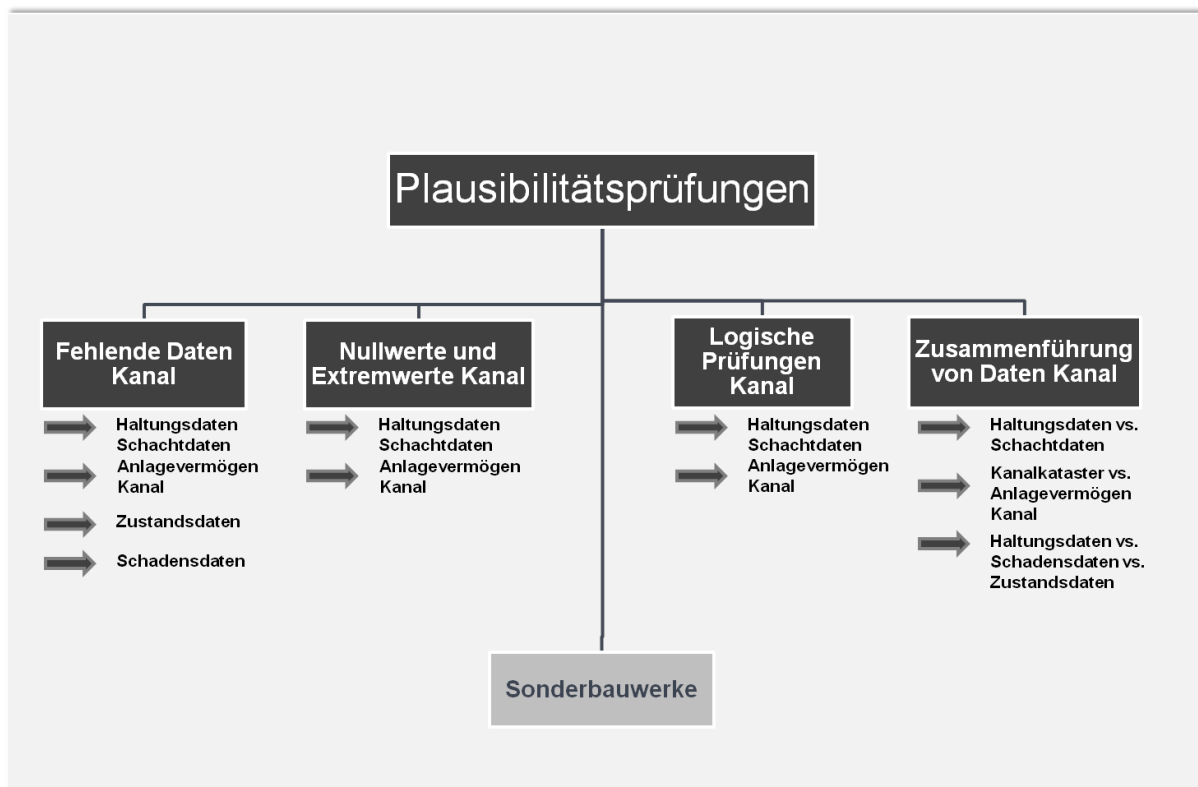 Plausibilitätsprüfungen
Fehlende Daten
Kanal
Haltungsdaten
Schachtdaten
Anlagevermögen
Kanal
Zustandsdaten
Schadensdaten
Nullwerte und
Extremwerte Kanal
Haltungsdaten
Schachtdaten
Anlagevermögen
Kanal
Logische
Prüfungen
Kanal
Haltungsdaten
Schachtdaten
Anlagevermögen
Kanal
Zusammenführung
von Daten Kanal
Haltungsdaten vs.
Schachtdaten
Kanalkataster vs.
Anlagevermögen
Kanal
Haltungsdaten vs.
Schadensdaten vs.
Zustandsdaten
Sonderbauwerke